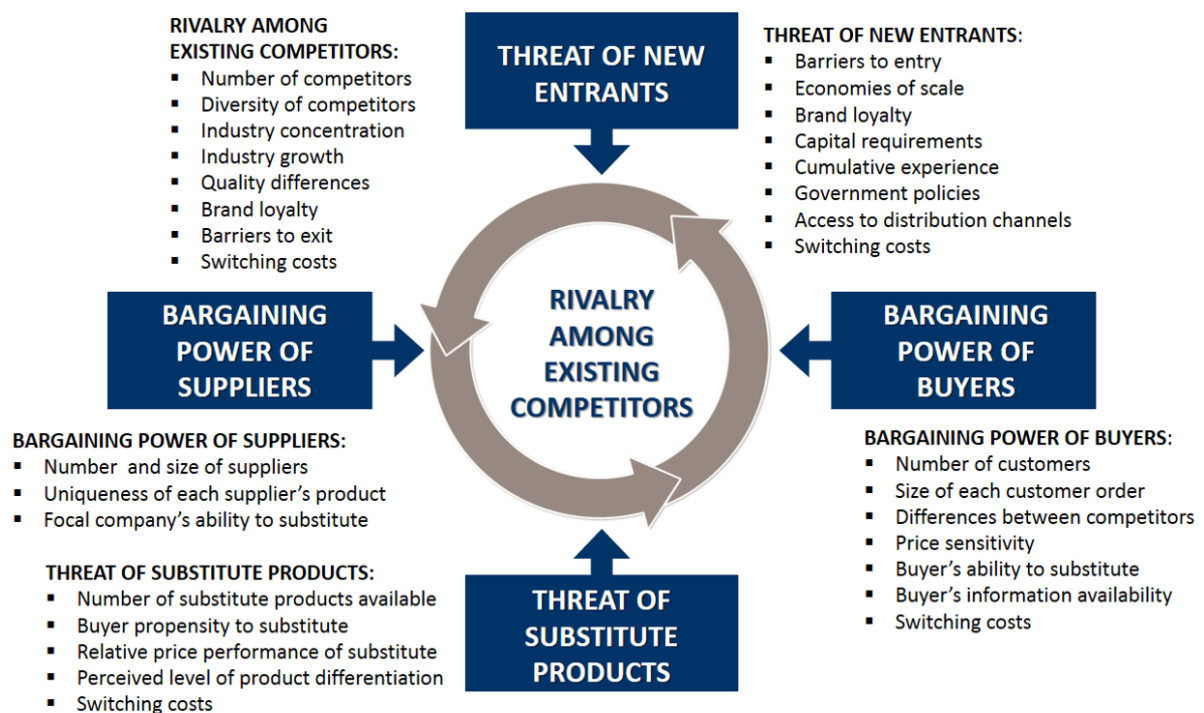 RIVALRY AMONG
EXISTING COMPETITORS:
▪ Number of competitors
▪ Diversity of competitors
▪ Industry concentration
▪ Industry growth
▪ Quality differences
▪ Brand loyalty
▪ Barriers to exit
▪ Switching costs
THREAT OF NEW
ENTRANTS
THREAT OF NEW ENTRANTS:
▪ Barriers to entry
▪ Economies of scale
▪ Brand loyalty
▪ Capital requirements
▪ Cumulative experience
▪ Government policies
▪ Access to distribution channels
▪ Switching costs
BARGAINING
POWER OF
SUPPLIERS
RIVALRY
AMONG
EXISTING
COMPETITORS
BARGAINING
POWER OF
BUYERS
BARGAINING POWER OF SUPPLIERS:
▪ Number and size of suppliers
▪ Uniqueness of each supplier’s product
▪ Focal company’s ability to substitute
BARGAINING POWER OF BUYERS:
▪ Number of customers
▪ Size of each customer order
▪ Differences between competitors
▪ Price sensitivity
▪ Buyer’s ability to substitute
▪ Buyer’s information availability
▪ Switching costs
THREAT OF SUBSTITUTE PRODUCTS:
▪ Number of substitute products available
▪ Buyer propensity to substitute
▪ Relative price performance of substitute
▪ Perceived level of product differentiation
▪ Switching costs
THREAT OF
SUBSTITUTE
PRODUCTS